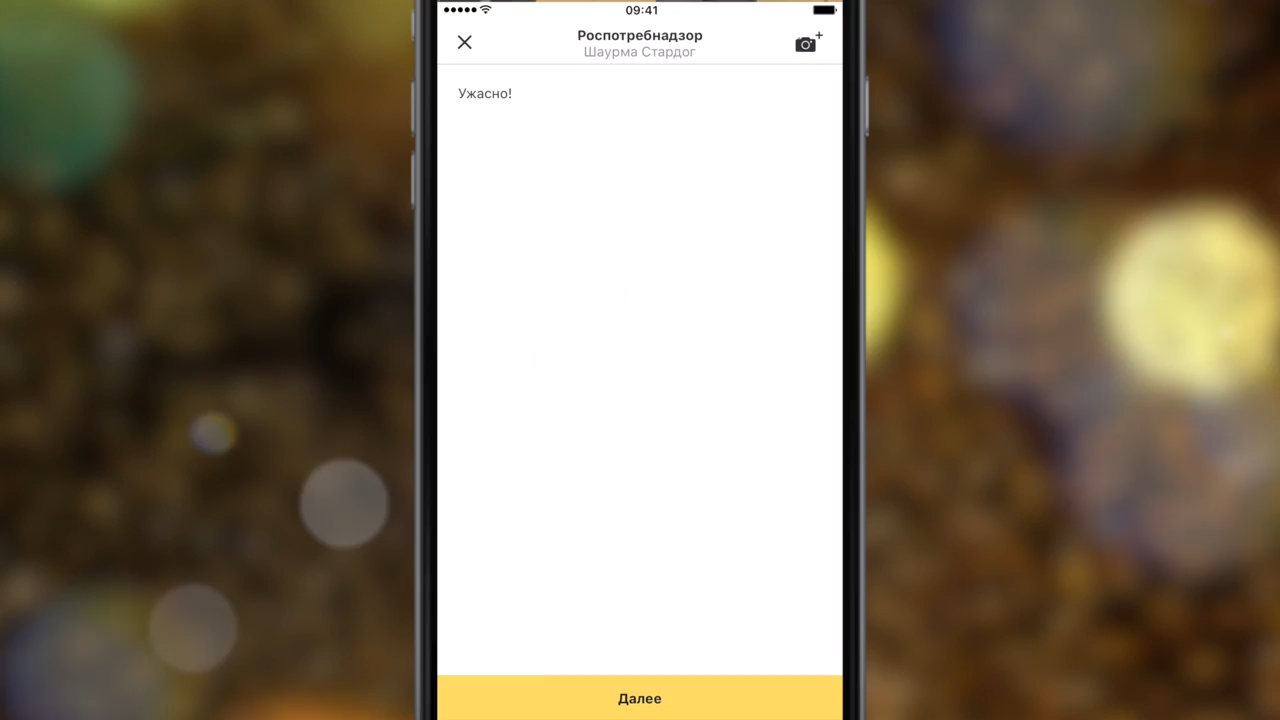 09:41
Роспотребнадзор
Шаурма Стардог
Ужасно!
Далее